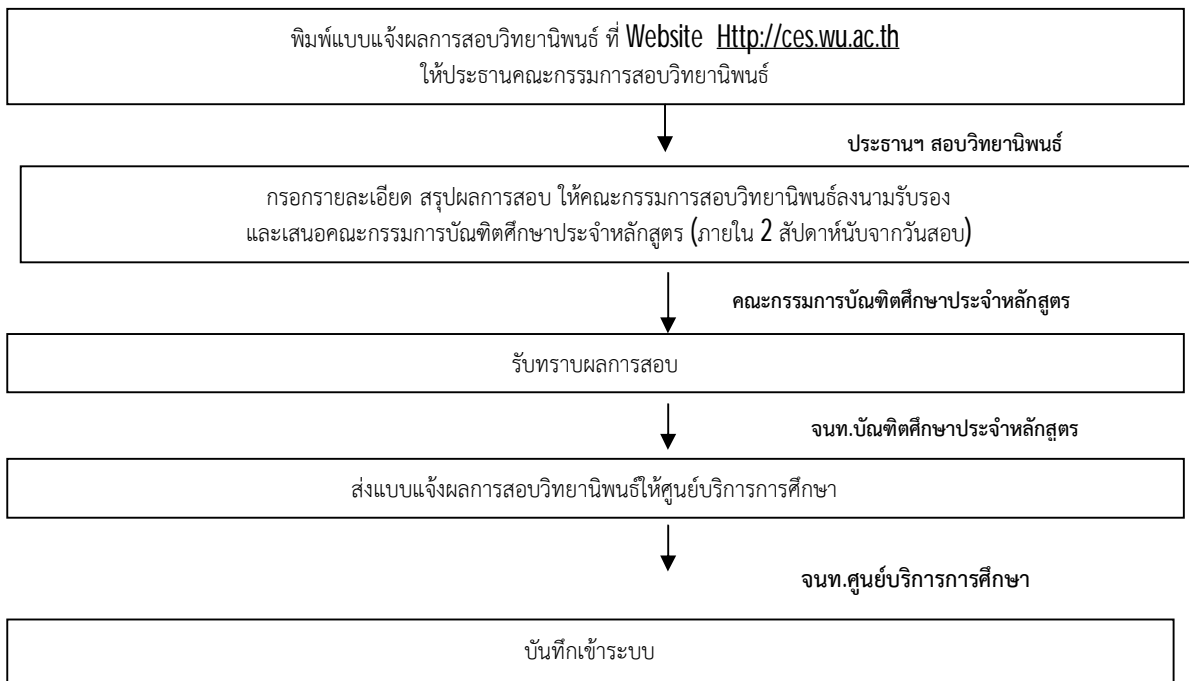 พิมพ์แบบแจ้งผลการสอบวิทยานิพนธ์ ที่ Website Http://ces.wu.ac.th
ให้ประธานคณะกรรมการสอบวิทยานิพนธ์
ประธานฯ สอบวิทยานิพนธ์
กรอกรายละเอียด สรุปผลการสอบ ให้คณะกรรมการสอบวิทยานิพนธ์ลงนามรับรอง
และเสนอคณะกรรมการบัณฑิตศึกษาประจำหลักสูตร (ภายใน 2 สัปดาห์นับจากวันสอบ)
คณะกรรมการบัณฑิตศึกษาประจำหลักสูตร
รับทราบผลการสอบ
จนท.บัณฑิตศึกษาประจำหลักสูตร
ส่งแบบแจ้งผลการสอบวิทยานิพนธ์ให้ศูนย์บริการการศึกษา
จนท.ศูนย์บริการการศึกษา
บันทึกเข้าระบบ